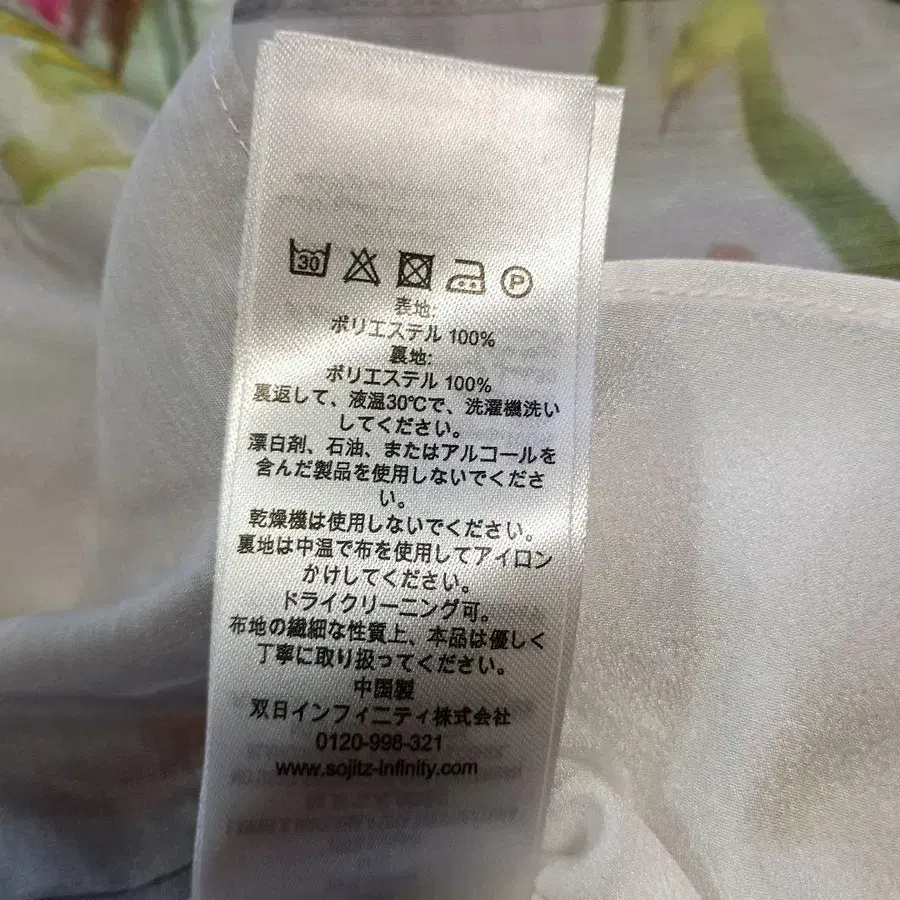 30 P
表地:
ポリエステル 100%
裏地:
ポリエステル 100%
裏返して、液温30℃で、洗濯機洗い
してください。
漂白剤、石油、またはアルコールを
含んだ製品を使用しないでくださ
い。
乾燥機は使用しないでください。
裏地は中温で布を使用してアイロン
かけしてください。
ドライクリーニング可。
布地の繊細な性質上、本品は優しく
丁寧に取り扱ってください。
中国製
双日インフィニティ株式会社
0120-998-321
www.sojitz-infinity.com